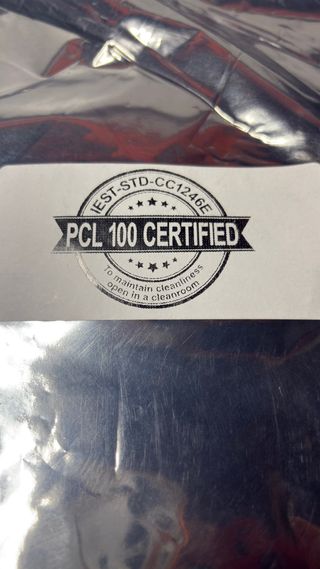 IEST-STD-CC1246E
PCL 100 CERTIFIED
To maintain cleanliness
open in a cleanroom